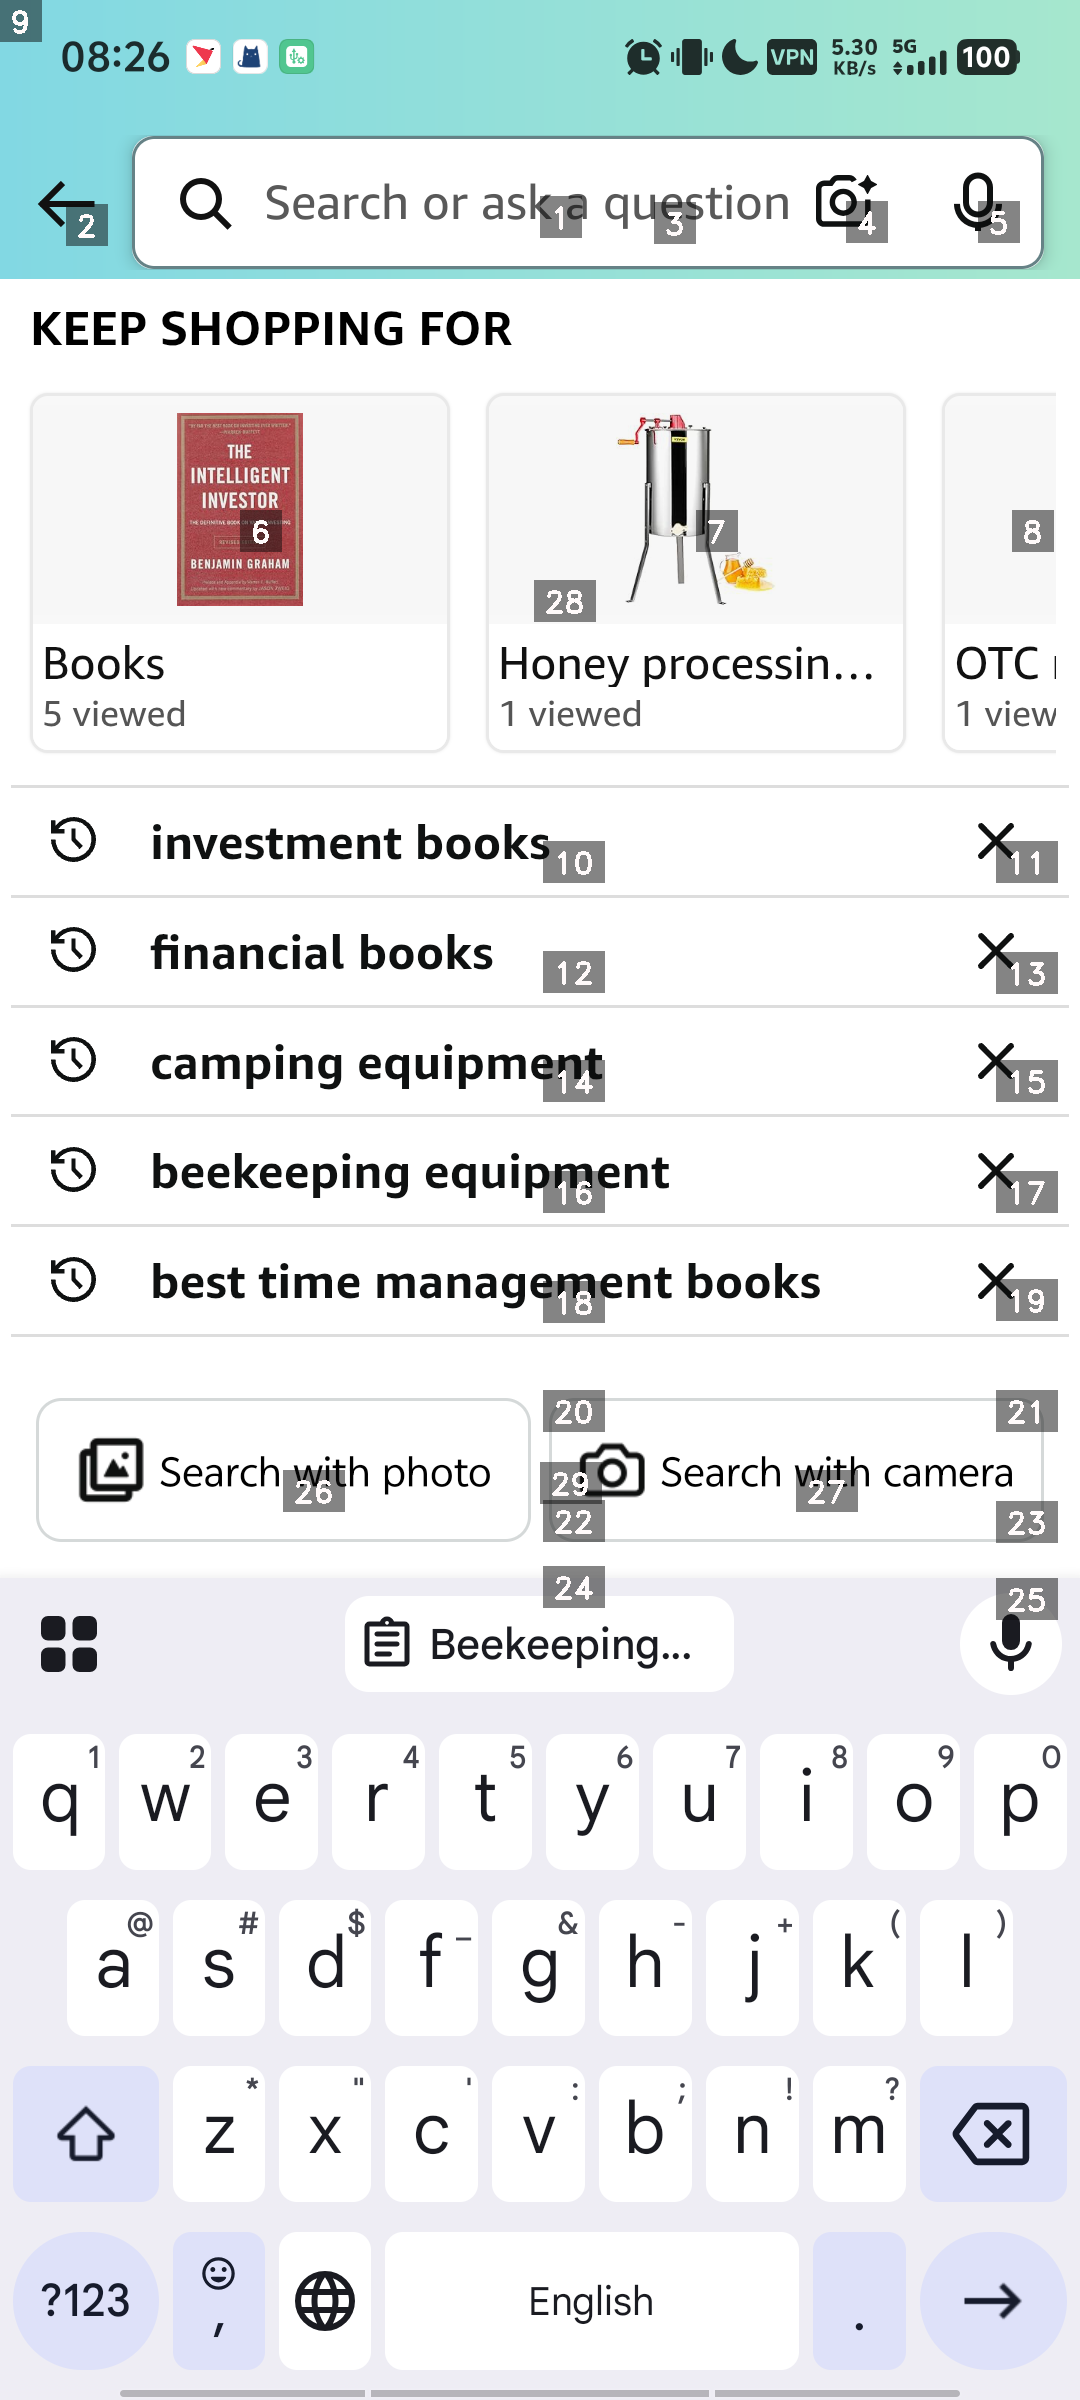 9
08:26
VPN
5.30
KB/s
5G
100
2
Search or ask a question
1
3
4
5
KEEP SHOPPING FOR
THE
INTELLIGENT
INVESTOR
BENJAMIN GRAHAM
6
7
8
28
Books
5 viewed
Honey processin...
1 viewed
OTC
1 view
investment books
10
11
financial books
12
13
camping equipment
14
15
beekeeping equipment
16
17
best time management books
18
19
20
21
Search with photo
26
29
Search with camera
27
22
23
24
25
Beekeeping...
1 2 3 4 5 6 7 8 9 0
q w e r t y u i o p
@ # $ _ & - + ( )
a s d f g h j k l
* " ' : ; ! ?
z x c v b n m
?123
,
English
.